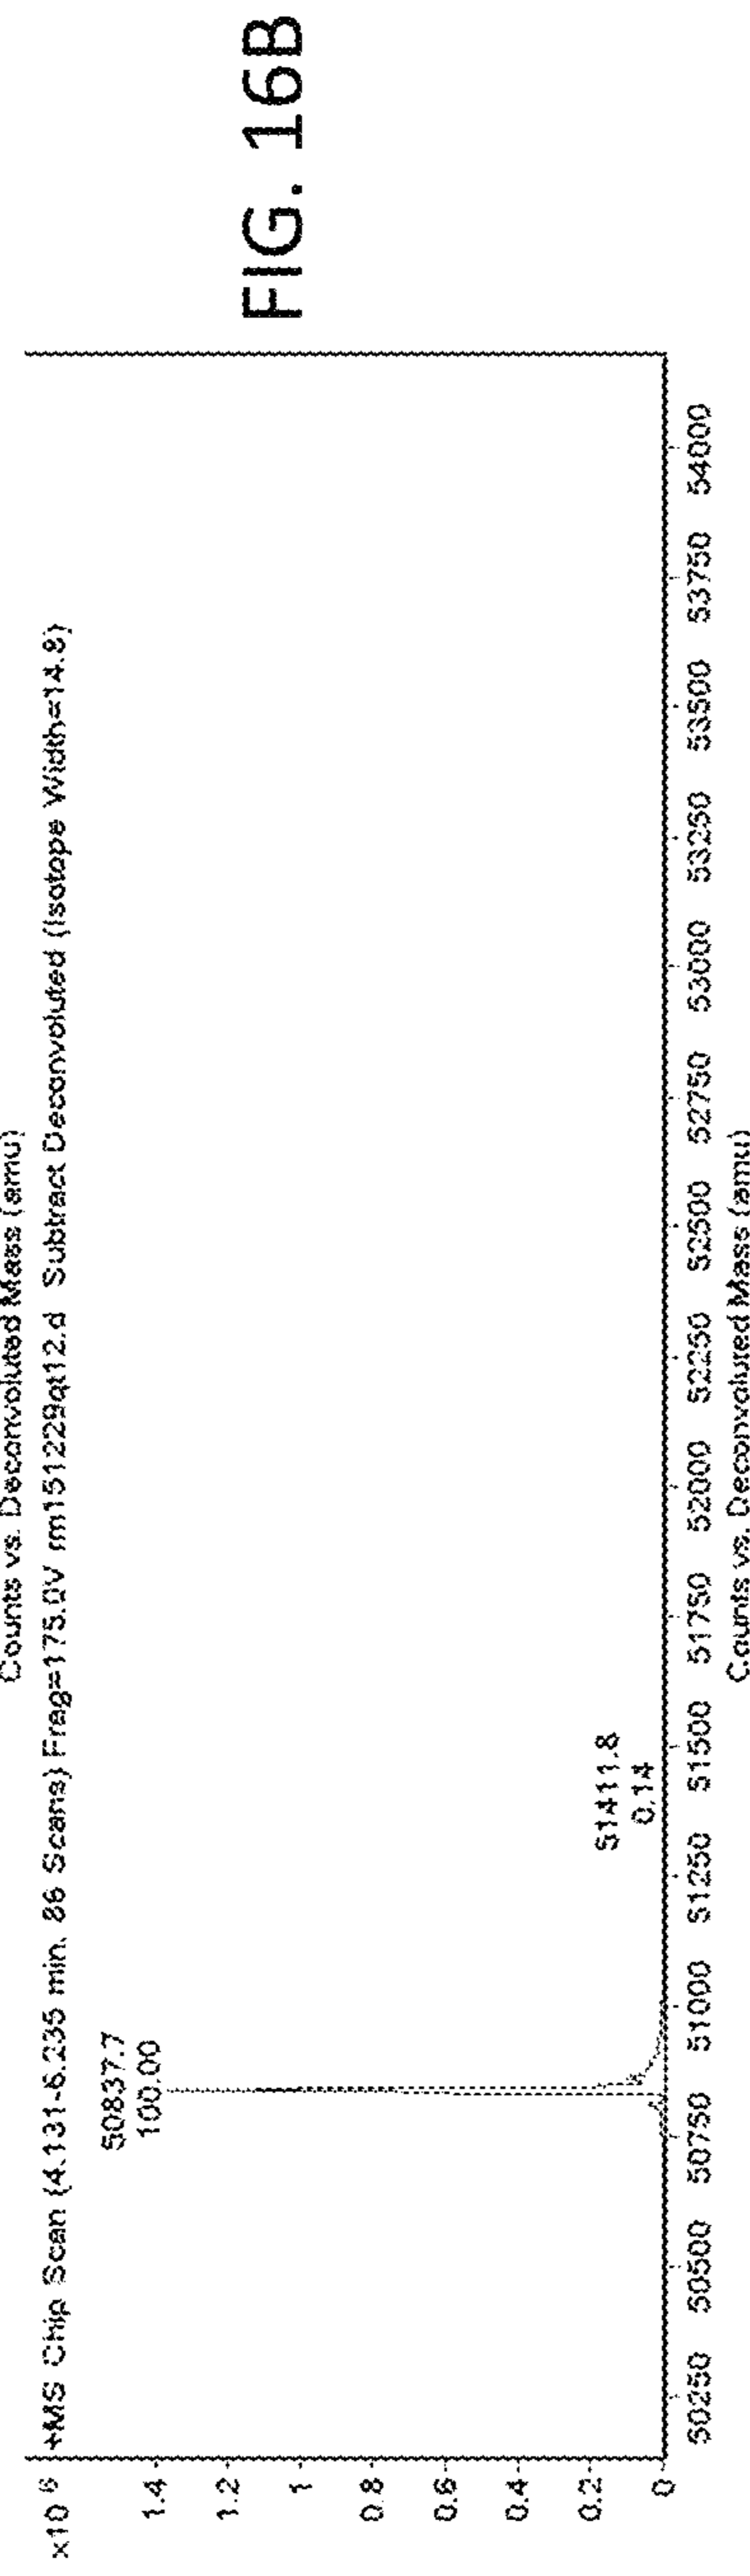 Counts vs. Deconvoluted Mass (amu)
x10 6 +MS Chip Scan (4.131-6.235 min, 86 Scans) Frag=175.0V rm151229qt12.d Subtract Deconvoluted (Isotope Width=14.8)
50837.7
100.00
1.4
1.2
1
0.8
0.6
0.4
0.2
0
51411.8
0.14
50250 50500 50750 51000 51250 51500 51750 52000 52250 52500 52750 53000 53250 53500 53750 54000
Counts vs. Deconvoluted Mass (amu)
FIG. 16B